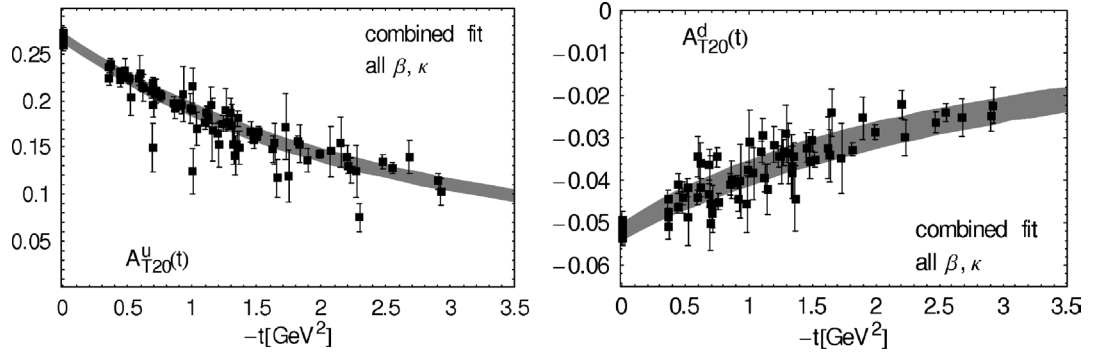 combined fit
all β, κ
0.25
0.2
0.15
0.1
0.05
A^u_T20(t)
0 0.5 1 1.5 2 2.5 3 3.5
−t[GeV^2]
0
−0.01
−0.02
−0.03
−0.04
−0.05
−0.06
A^d_T20(t)
combined fit
all β, κ
0 0.5 1 1.5 2 2.5 3 3.5
−t[GeV^2]